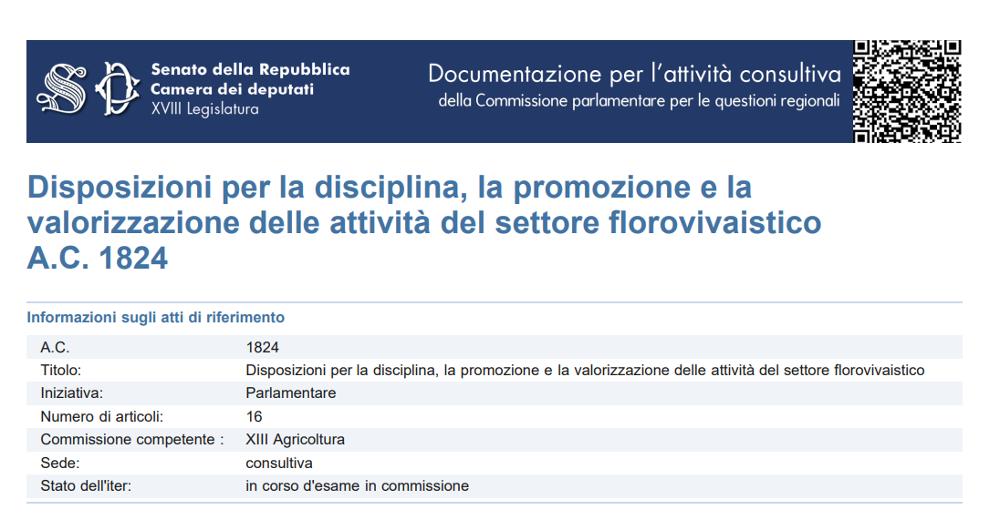 Senato della Repubblica
Camera dei deputati
XVIII Legislatura
Documentazione per l'attività consultiva
della Commissione parlamentare per le questioni regionali
Disposizioni per la disciplina, la promozione e la
valorizzazione delle attività del settore florovivaistico
A.C. 1824
Informazioni sugli atti di riferimento
A.C. 1824
Titolo: Disposizioni per la disciplina, la promozione e la valorizzazione delle attività del settore florovivaistico
Iniziativa: Parlamentare
Numero di articoli: 16
Commissione competente : XIII Agricoltura
Sede: consultiva
Stato dell'iter: in corso d'esame in commissione